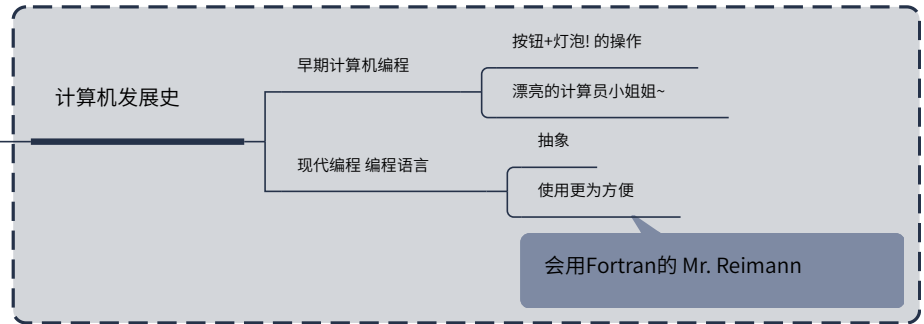 计算机发展史
早期计算机编程
按钮+灯泡! 的操作
漂亮的计算员小姐姐~
现代编程 编程语言
抽象
使用更为方便
会用Fortran的 Mr. Reimann